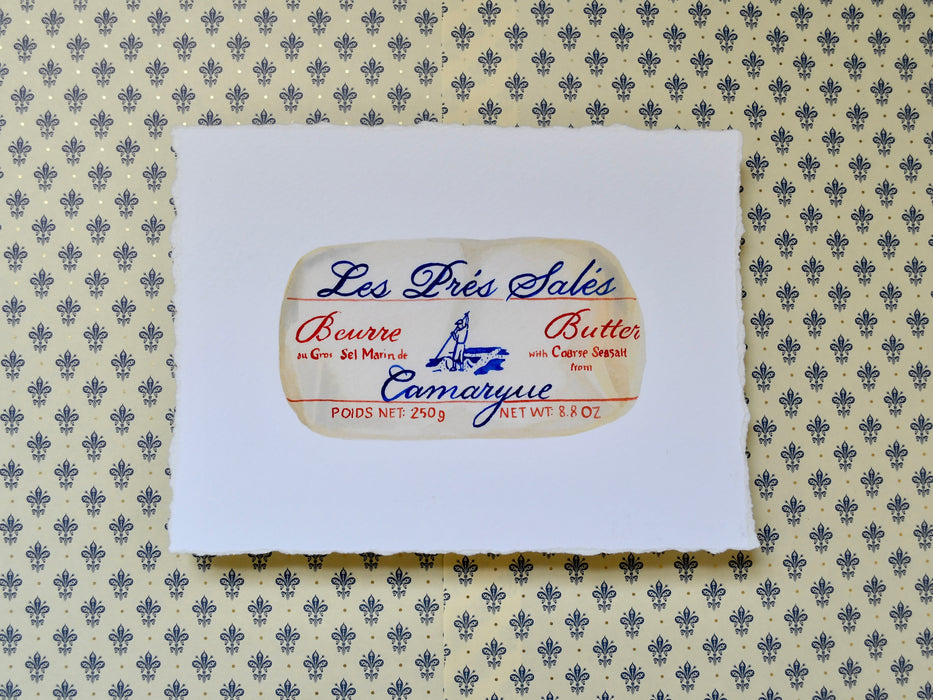 Les Prés Salés
Beurre
au Gros Sel Marin de
Butter
with Coarse Seasalt
from
Camargue
POIDS NET: 250g
NET WT: 8.8 OZ